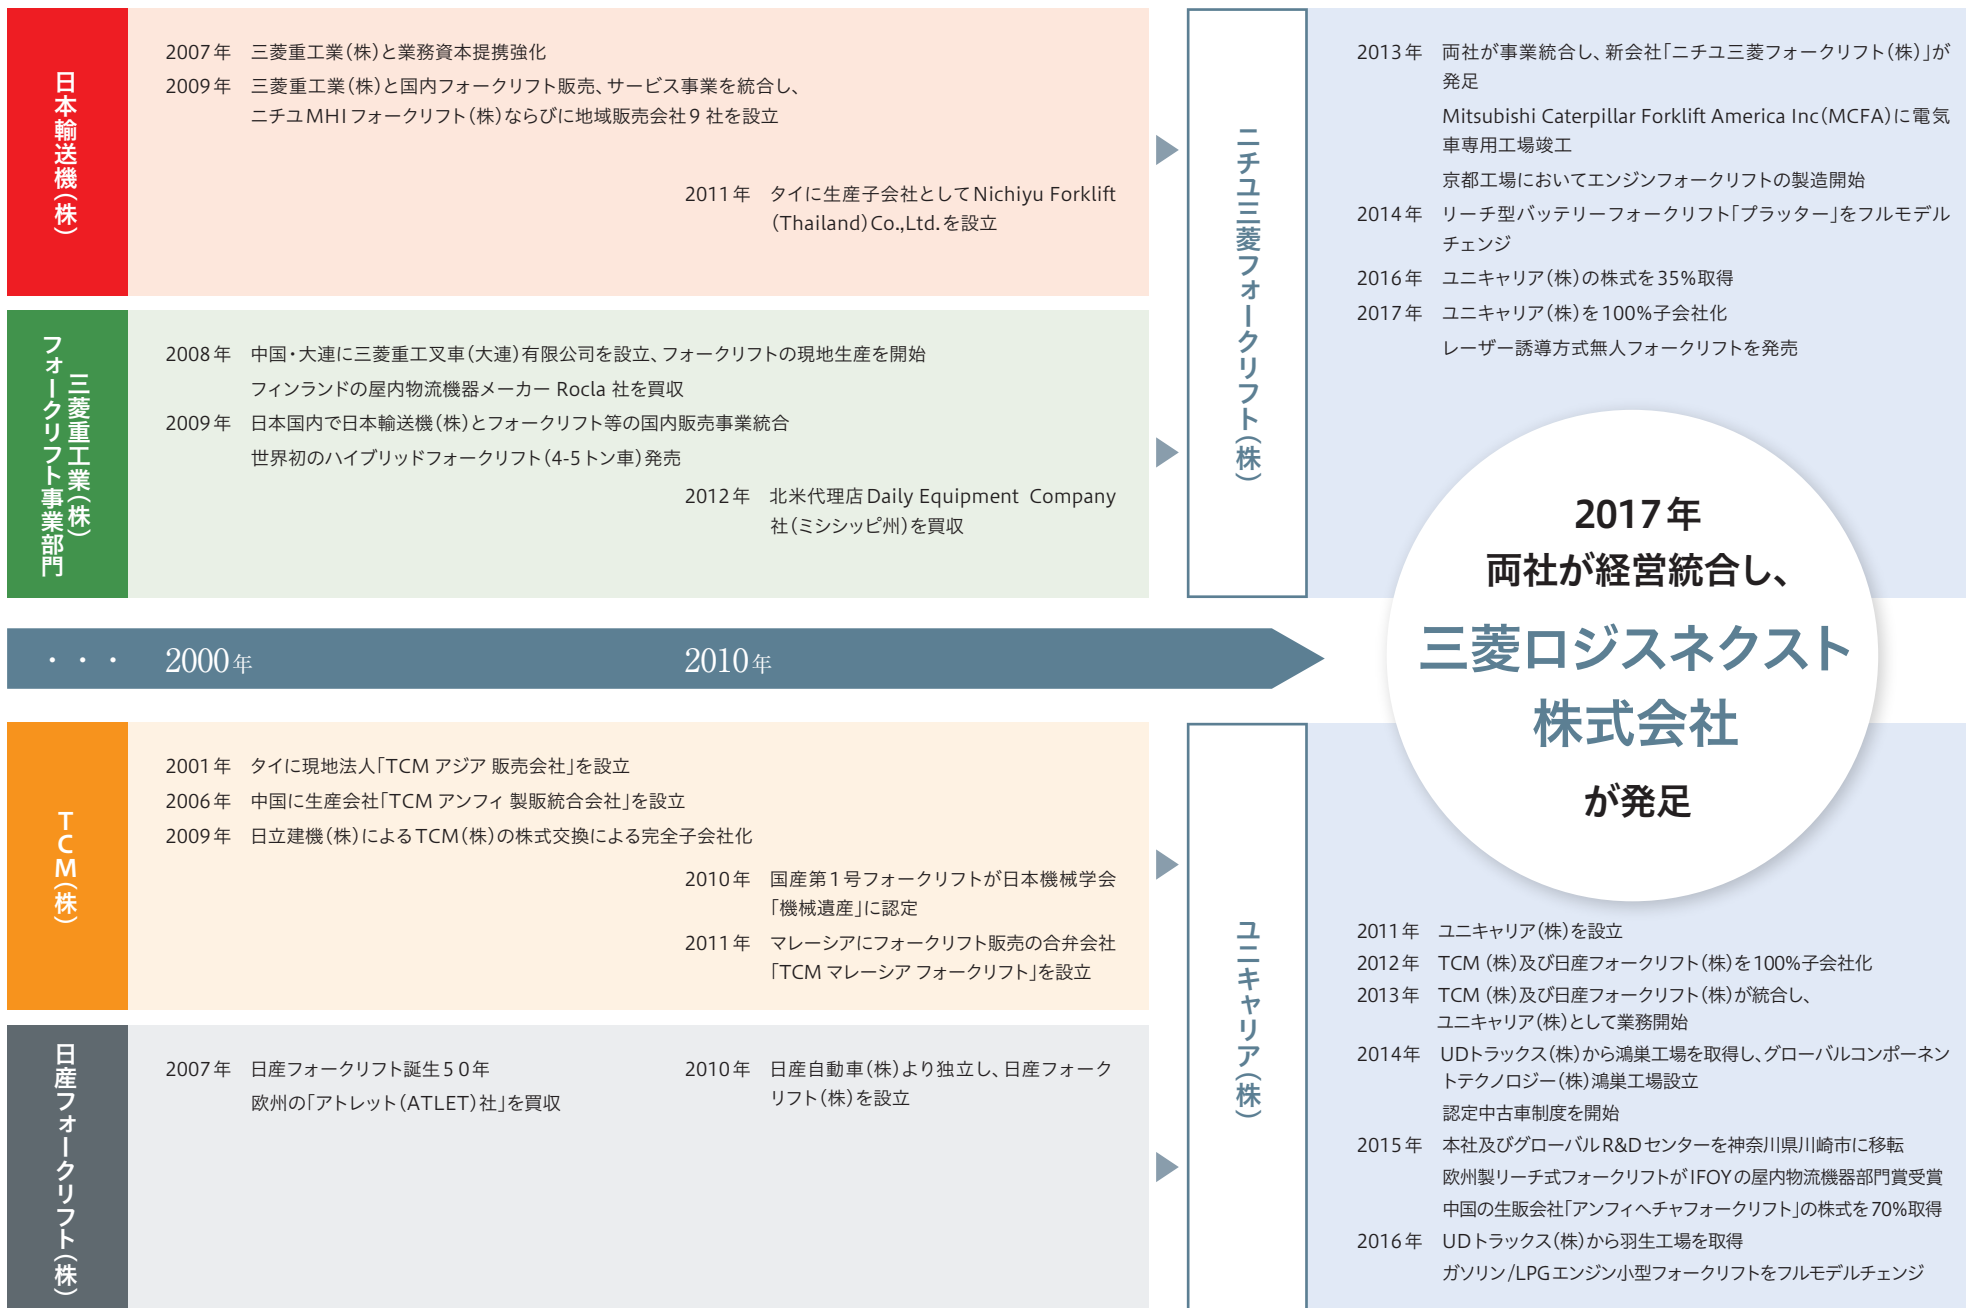 日本輸送機(株)
2007年 三菱重工業(株)と業務資本提携強化
2009年 三菱重工業(株)と国内フォークリフト販売、サービス事業を統合し、
ニチユMHIフォークリフト(株)ならびに地域販売会社9社を設立
2011年 タイに生産子会社としてNichiyu Forklift
(Thailand)Co.,Ltd.を設立
三菱重工業(株)
フォークリフト事業部門
2008年 中国・大連に三菱重工叉車(大連)有限公司を設立、フォークリフトの現地生産を開始
フィンランドの屋内物流機器メーカー Rocla 社を買収
2009年 日本国内で日本輸送機(株)とフォークリフト等の国内販売事業統合
世界初のハイブリッドフォークリフト(4-5トン車)発売
2012年 北米代理店Daily Equipment Company
社(ミシシッピ州)を買収
ニチユ三菱フォークリフト(株)
2013年 両社が事業統合し、新会社「ニチユ三菱フォークリフト(株)」が
発足
Mitsubishi Caterpillar Forklift America Inc(MCFA)に電気
車専用工場竣工
京都工場においてエンジンフォークリフトの製造開始
2014年 リーチ型バッテリーフォークリフト「プラッター」をフルモデル
チェンジ
2016年 ユニキャリア(株)の株式を35%取得
2017年 ユニキャリア(株)を100%子会社化
レーザー誘導方式無人フォークリフトを発売
・・・ 2000年 2010年
2017年
両社が経営統合し、
三菱ロジスネクスト
株式会社
が発足
TCM(株)
2001年 タイに現地法人「TCM アジア 販売会社」を設立
2006年 中国に生産会社「TCM アンフィ 製販統合会社」を設立
2009年 日立建機(株)によるTCM(株)の株式交換による完全子会社化
2010年 国産第1号フォークリフトが日本機械学会
「機械遺産」に認定
2011年 マレーシアにフォークリフト販売の合弁会社
「TCM マレーシア フォークリフト」を設立
日産フォークリフト(株)
2007年 日産フォークリフト誕生50年
欧州の「アトレット(ATLET)社」を買収
2010年 日産自動車(株)より独立し、日産フォーク
リフト(株)を設立
ユニキャリア(株)
2011年 ユニキャリア(株)を設立
2012年 TCM (株)及び日産フォークリフト(株)を100%子会社化
2013年 TCM (株)及び日産フォークリフト(株)が統合し、
ユニキャリア(株)として業務開始
2014年 UDトラックス(株)から鴻巣工場を取得し、グローバルコンポーネン
トテクノロジー(株)鴻巣工場設立
認定中古車制度を開始
2015年 本社及びグローバルR&Dセンターを神奈川県川崎市に移転
欧州製リーチ式フォークリフトがIFOYの屋内物流機器部門賞受賞
中国の生販会社「アンフィヘチャフォークリフト」の株式を70%取得
2016年 UDトラックス(株)から羽生工場を取得
ガソリン/LPGエンジン小型フォークリフトをフルモデルチェンジ